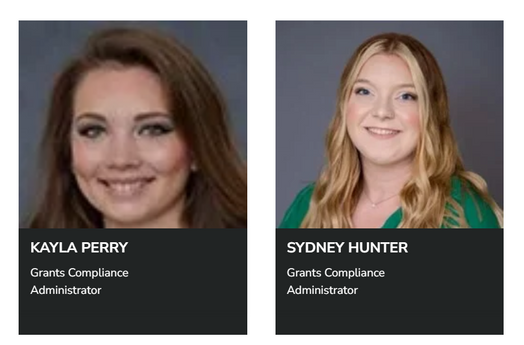 KAYLA PERRY
Grants Compliance
Administrator
SYDNEY HUNTER
Grants Compliance
Administrator